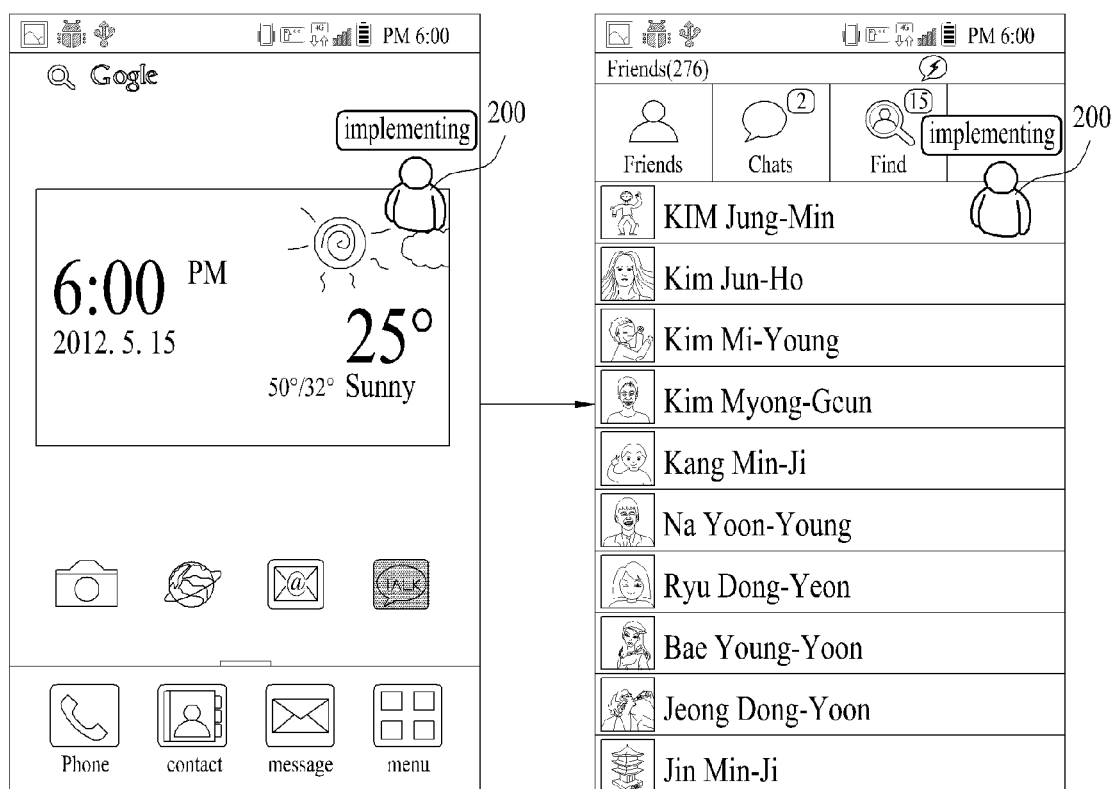 PM 6:00
Gogle
implementing
200
6:00 PM
2012. 5. 15
25°
50°/32° Sunny
@
TALK
Phone
contact
message
menu
4G
PM 6:00
Friends(276)
2
15
implementing
200
Friends
Chats
Find
KIM Jung-Min
Kim Jun-Ho
Kim Mi-Young
Kim Myong-Gcun
Kang Min-Ji
Na Yoon-Young
Ryu Dong-Yeon
Bae Young-Yoon
Jeong Dong-Yoon
Jin Min-Ji